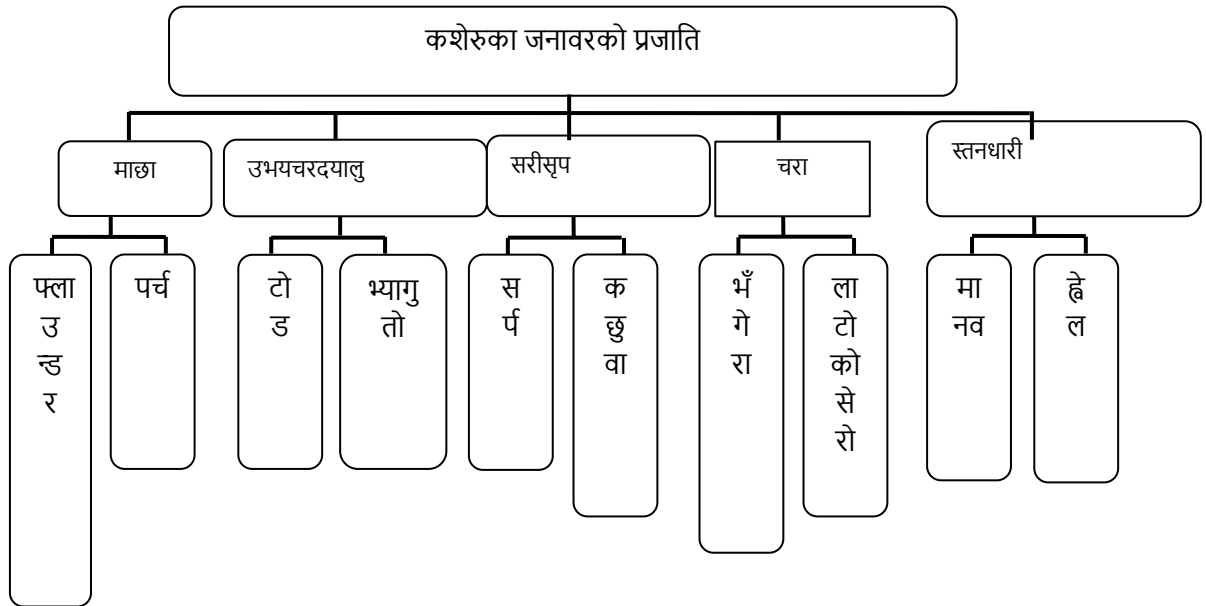 कशेरुका जनावरको प्रजाति
माछा
उभयचरदयालु
सरीसृप
चरा
स्तनधारी
फ्ला
उ
न्ड
र
पर्च
टो
ड
भ्यागु
तो
स
र्प
क
छु
वा
भँ
गे
रा
ला
टो
को
से
रो
मा
नव
ह्वे
ल